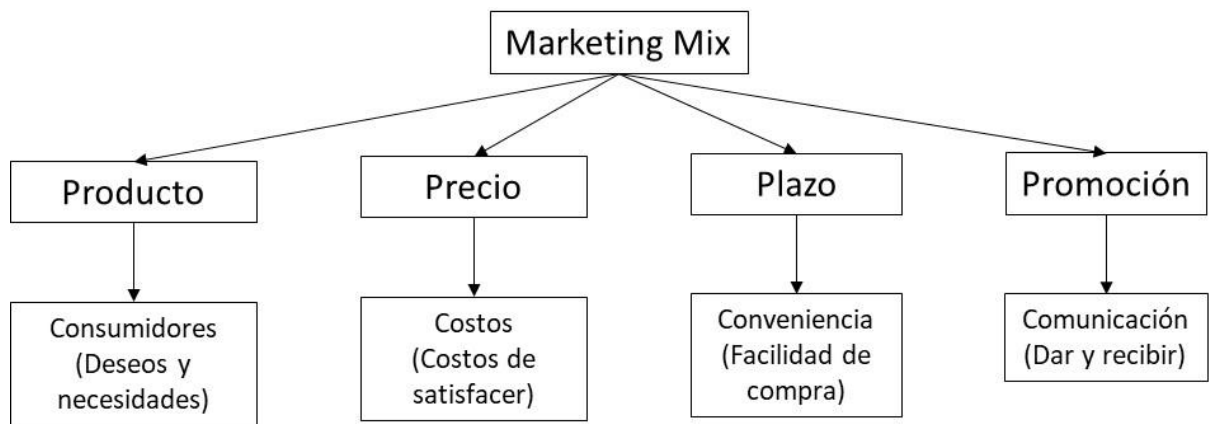 Marketing Mix
Producto
Precio
Plazo
Promoción
Consumidores
(Deseos y
necesidades)
Costos
(Costos de
satisfacer)
Conveniencia
(Facilidad de
compra)
Comunicación
(Dar y recibir)